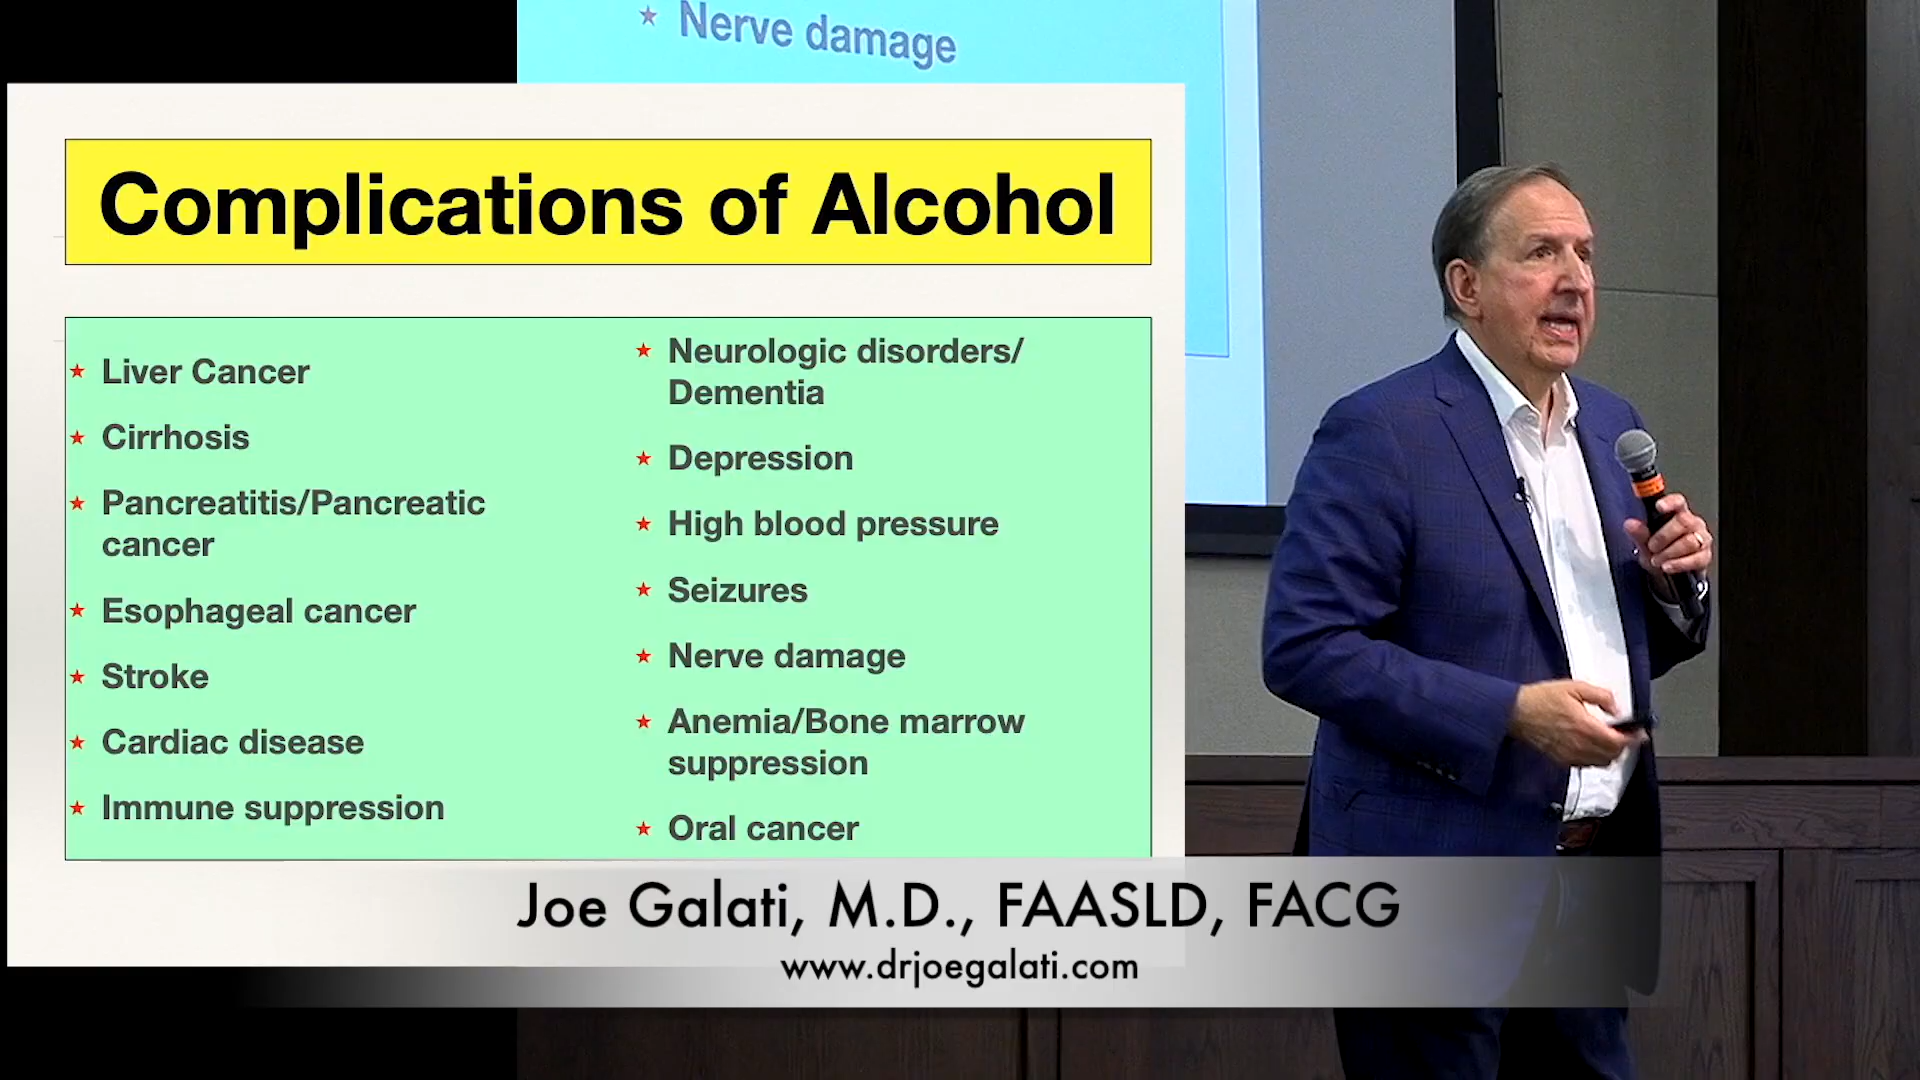 Nerve damage
Complications of Alcohol
Liver Cancer
Cirrhosis
Pancreatitis/Pancreatic
cancer
Esophageal cancer
Stroke
Cardiac disease
Immune suppression
Neurologic disorders/
Dementia
Depression
High blood pressure
Seizures
Nerve damage
Anemia/Bone marrow
suppression
Oral cancer
Joe Galati, M.D., FAASLD, FACG
www.drjoegalati.com